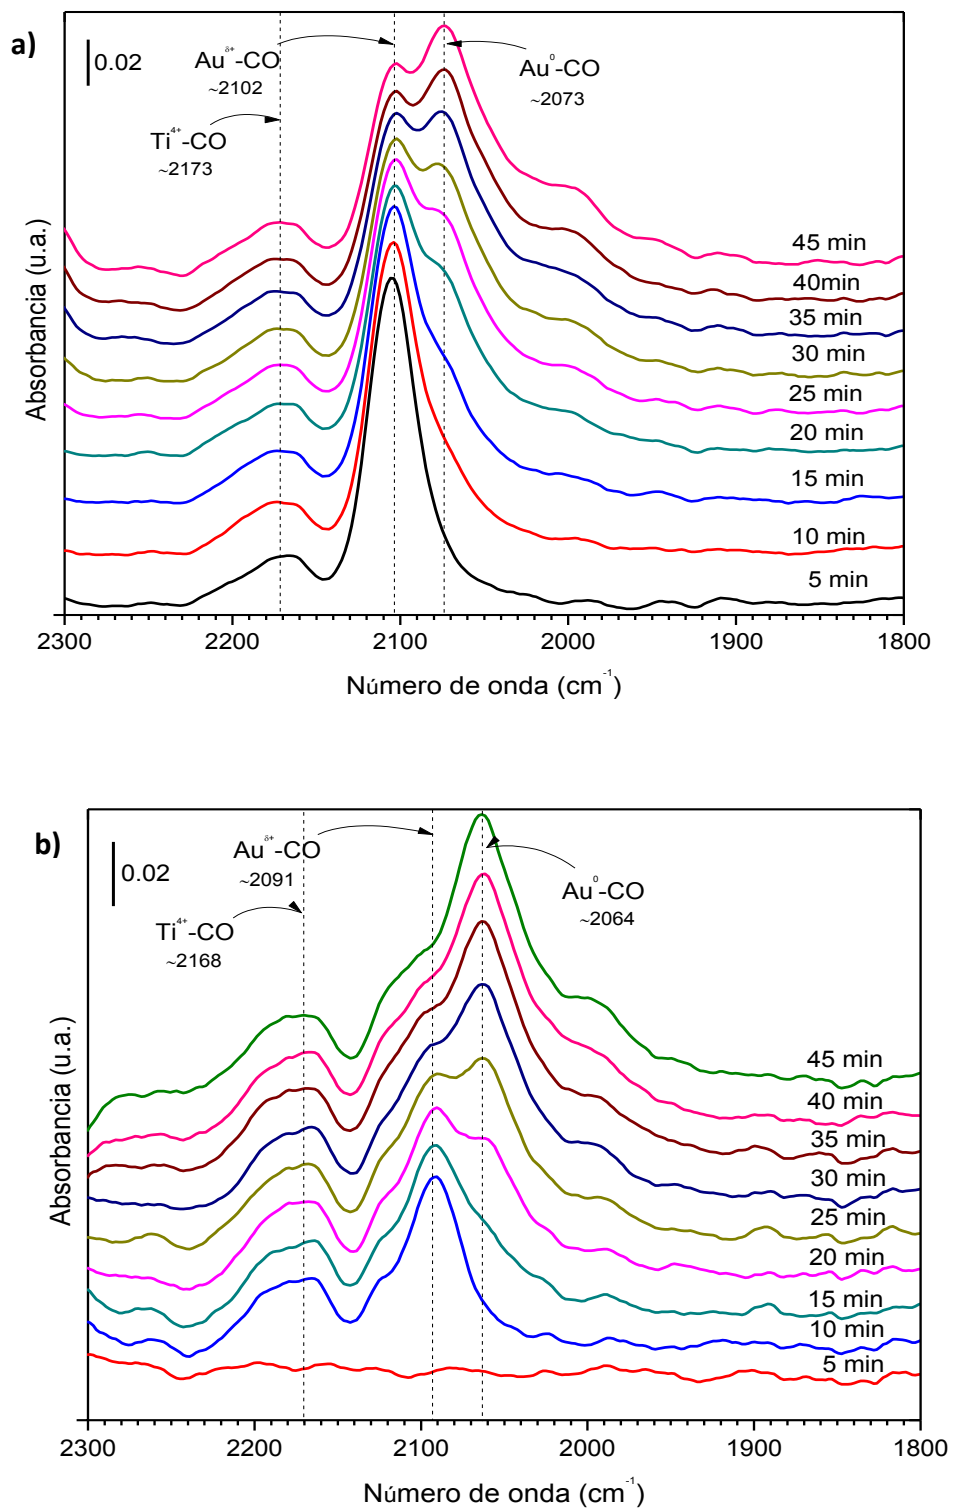 a)
0.02
Au^δ+-CO
~2102
Au^0-CO
~2073
Ti^4+-CO
~2173
Absorbancia (u.a.)
45 min
40min
35 min
30 min
25 min
20 min
15 min
10 min
5 min
2300 2200 2100 2000 1900 1800
Número de onda (cm^-1)
b)
0.02
Au^δ+-CO
~2091
Au^0-CO
~2064
Ti^4+-CO
~2168
Absorbancia (u.a.)
45 min
40 min
35 min
30 min
25 min
20 min
15 min
10 min
5 min
2300 2200 2100 2000 1900 1800
Número de onda (cm^-1)